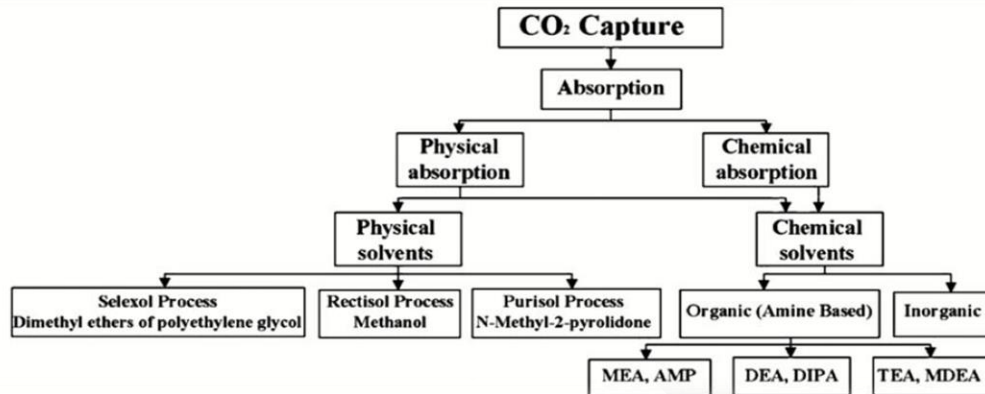 CO₂ Capture
Absorption
Physical
absorption
Chemical
absorption
Physical
solvents
Chemical
solvents
Selexol Process
Dimethyl ethers of polyethylene glycol
Rectisol Process
Methanol
Purisol Process
N-Methyl-2-pyrolidone
Organic (Amine Based)
Inorganic
MEA, AMP
DEA, DIPA
TEA, MDEA